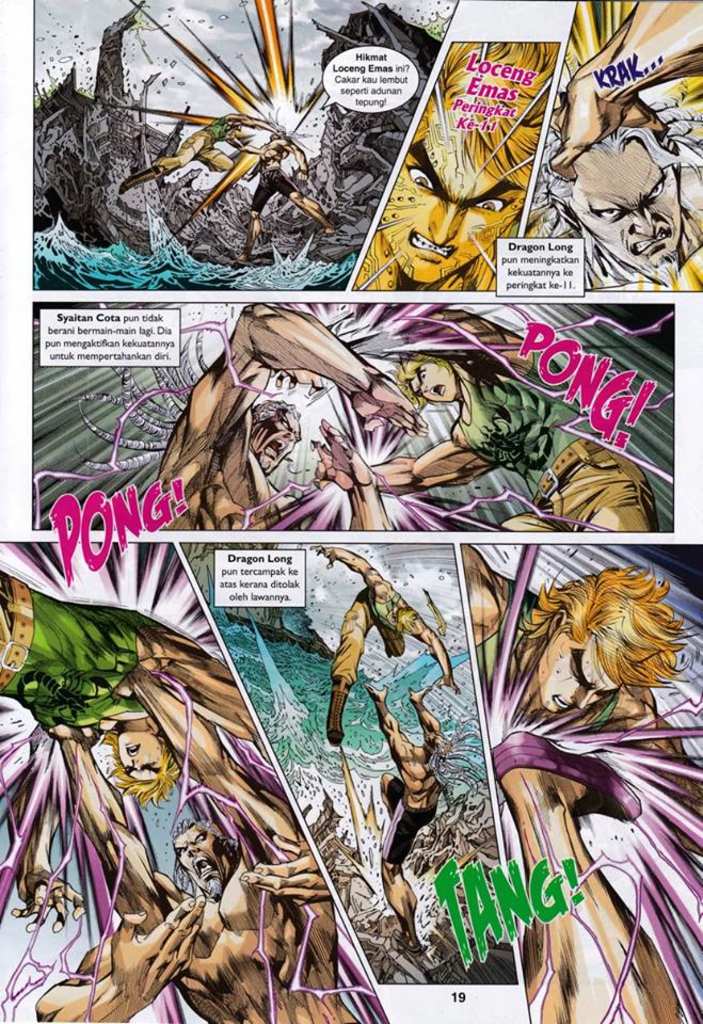 Hikmat
Loceng Emas ini?
Cakar kau lembut
seperti adunan
tepung!
Loceng
Emas
Peringkat
Ke-11
KRAK...
Dragon Long
pun meningkatkan
kekuatannya ke
peringkat ke-11.
Syaitan Cota pun tidak
berani bermain-main lagi. Dia
pun mengaktifkan kekuatannya
untuk mempertahankan diri.
PONG!
PONG!
Dragon Long
pun tercampak ke
atas kerana ditolak
oleh lawannya.
TANG!
19